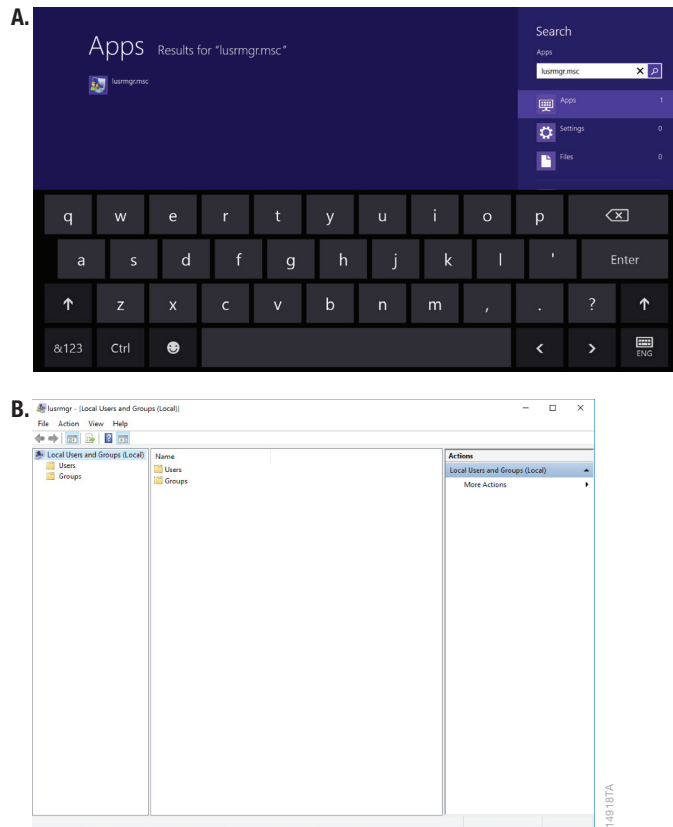 A.
Apps Results for "lusrmgr.msc"
lusrmgr.msc
Search
Apps
lusrmgr.msc
Apps 1
Settings 0
Files 0
q w e r t y u i o p
a s d f g h j k l ' Enter
z x c v b n m , . ?
&123 Ctrl < > ENG
B.
lusrmgr - [Local Users and Groups (Local)]
File Action View Help
Local Users and Groups (Local)
Users
Groups
Name
Users
Groups
Actions
Local Users and Groups (Local)
More Actions
14918TA